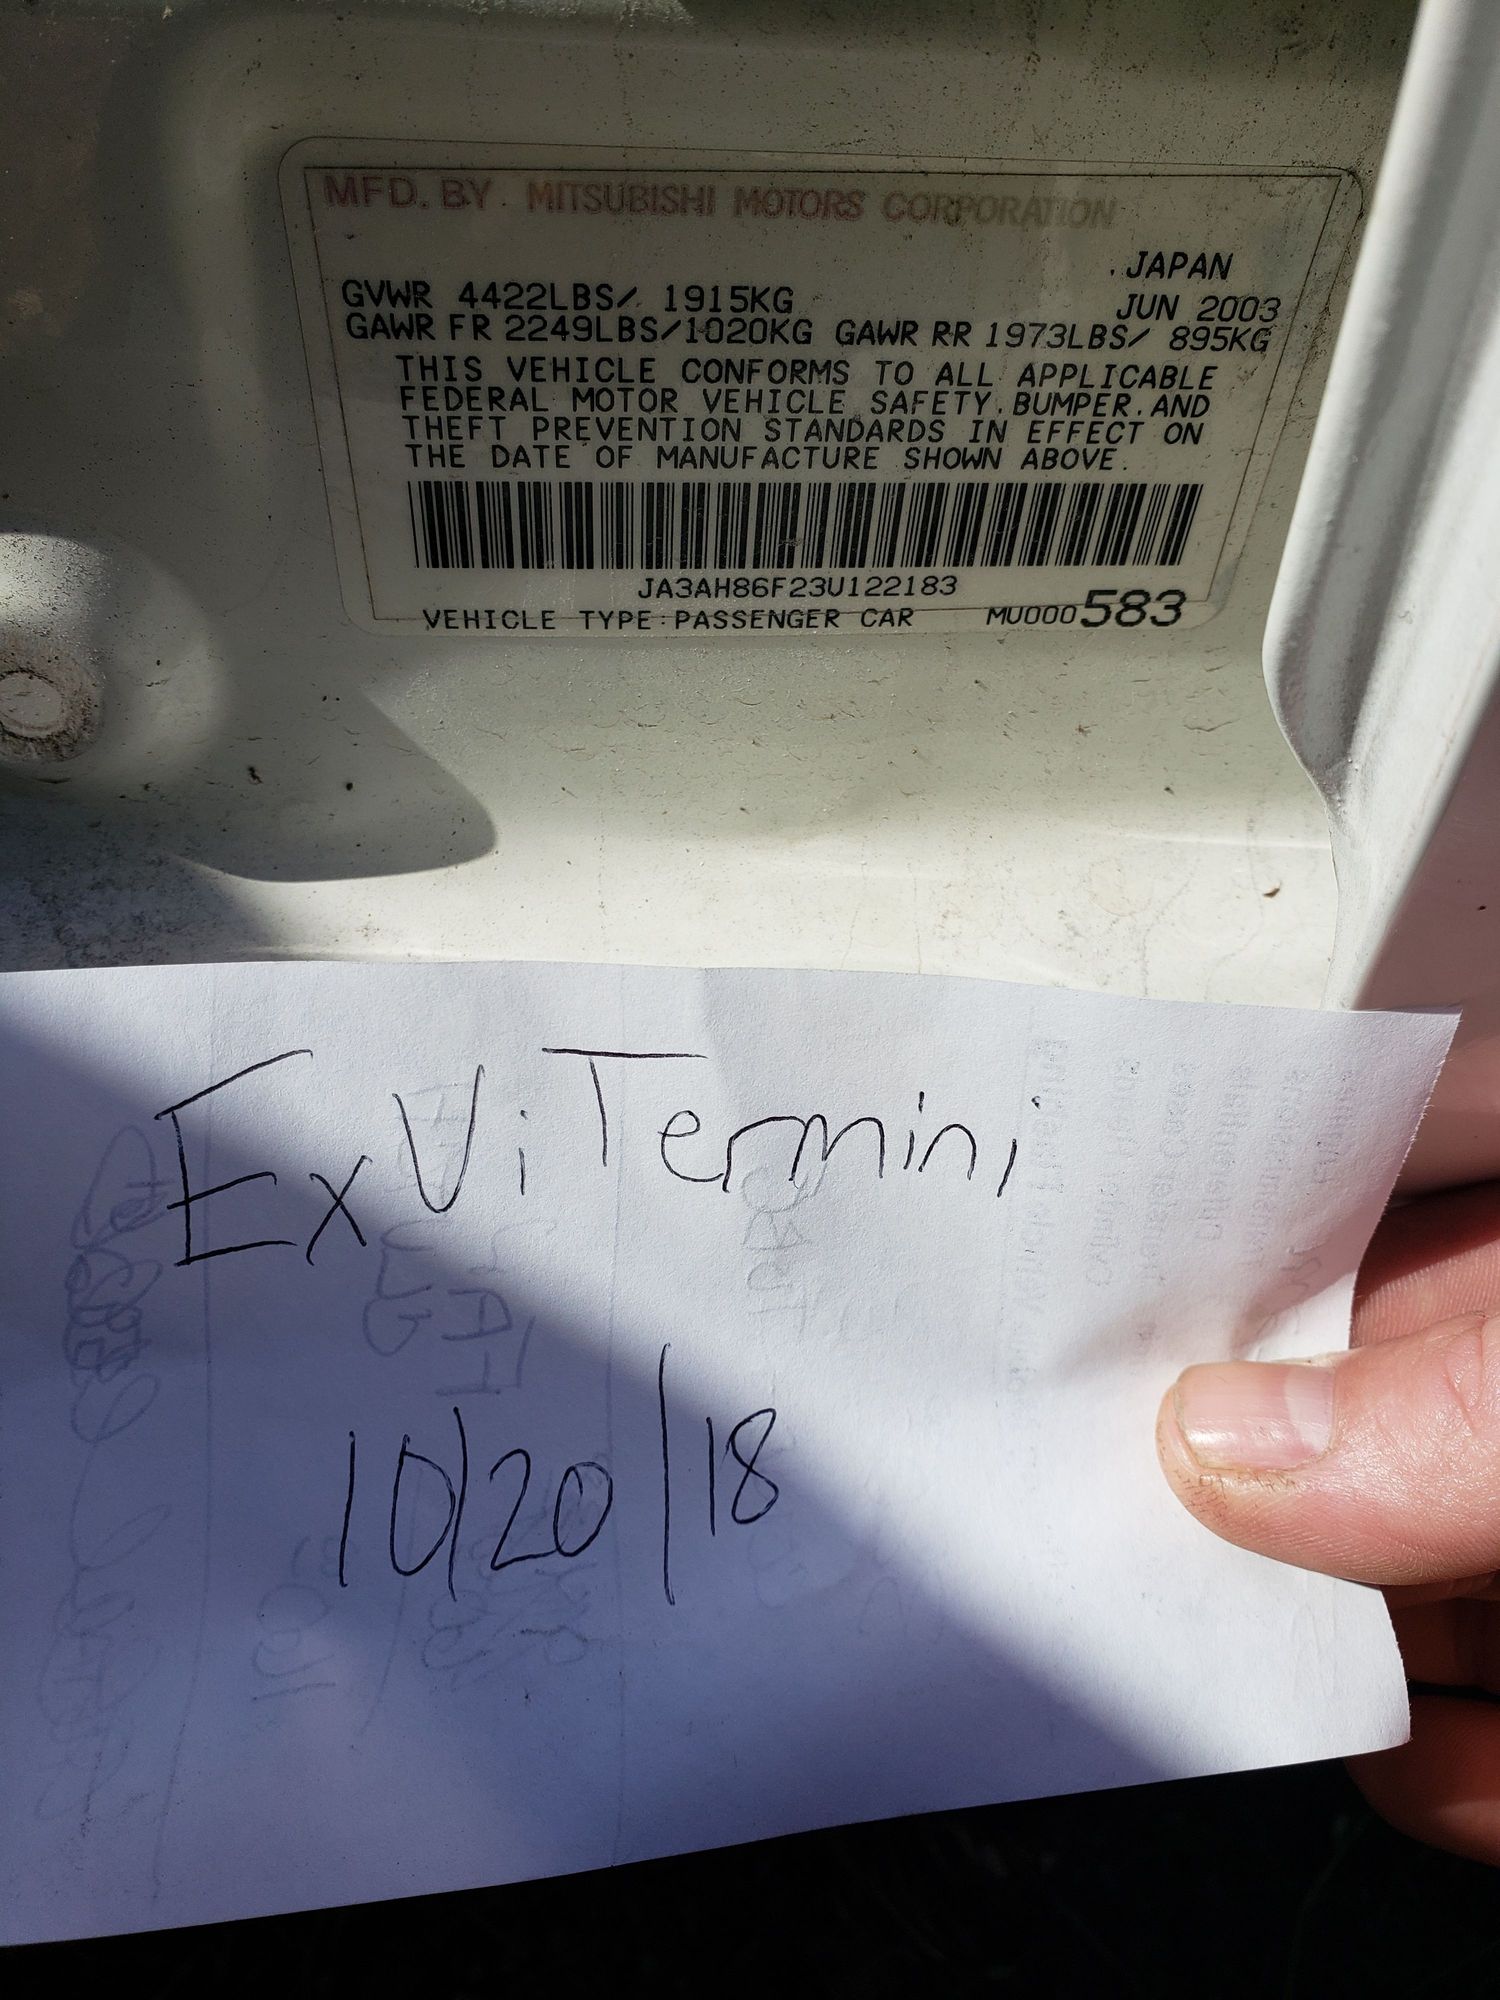 MFD. BY MITSUBISHI MOTORS CORPORATION
JAPAN
GVWR 4422LBS/ 1915KG JUN 2003
GAWR FR 2249LBS/1020KG GAWR RR 1973LBS/ 895KG
THIS VEHICLE CONFORMS TO ALL APPLICABLE
FEDERAL MOTOR VEHICLE SAFETY, BUMPER, AND
THEFT PREVENTION STANDARDS IN EFFECT ON
THE DATE OF MANUFACTURE SHOWN ABOVE.
JA3AH86F23U122183
VEHICLE TYPE:PASSENGER CAR MU000583
ExViTermini
10/20/18